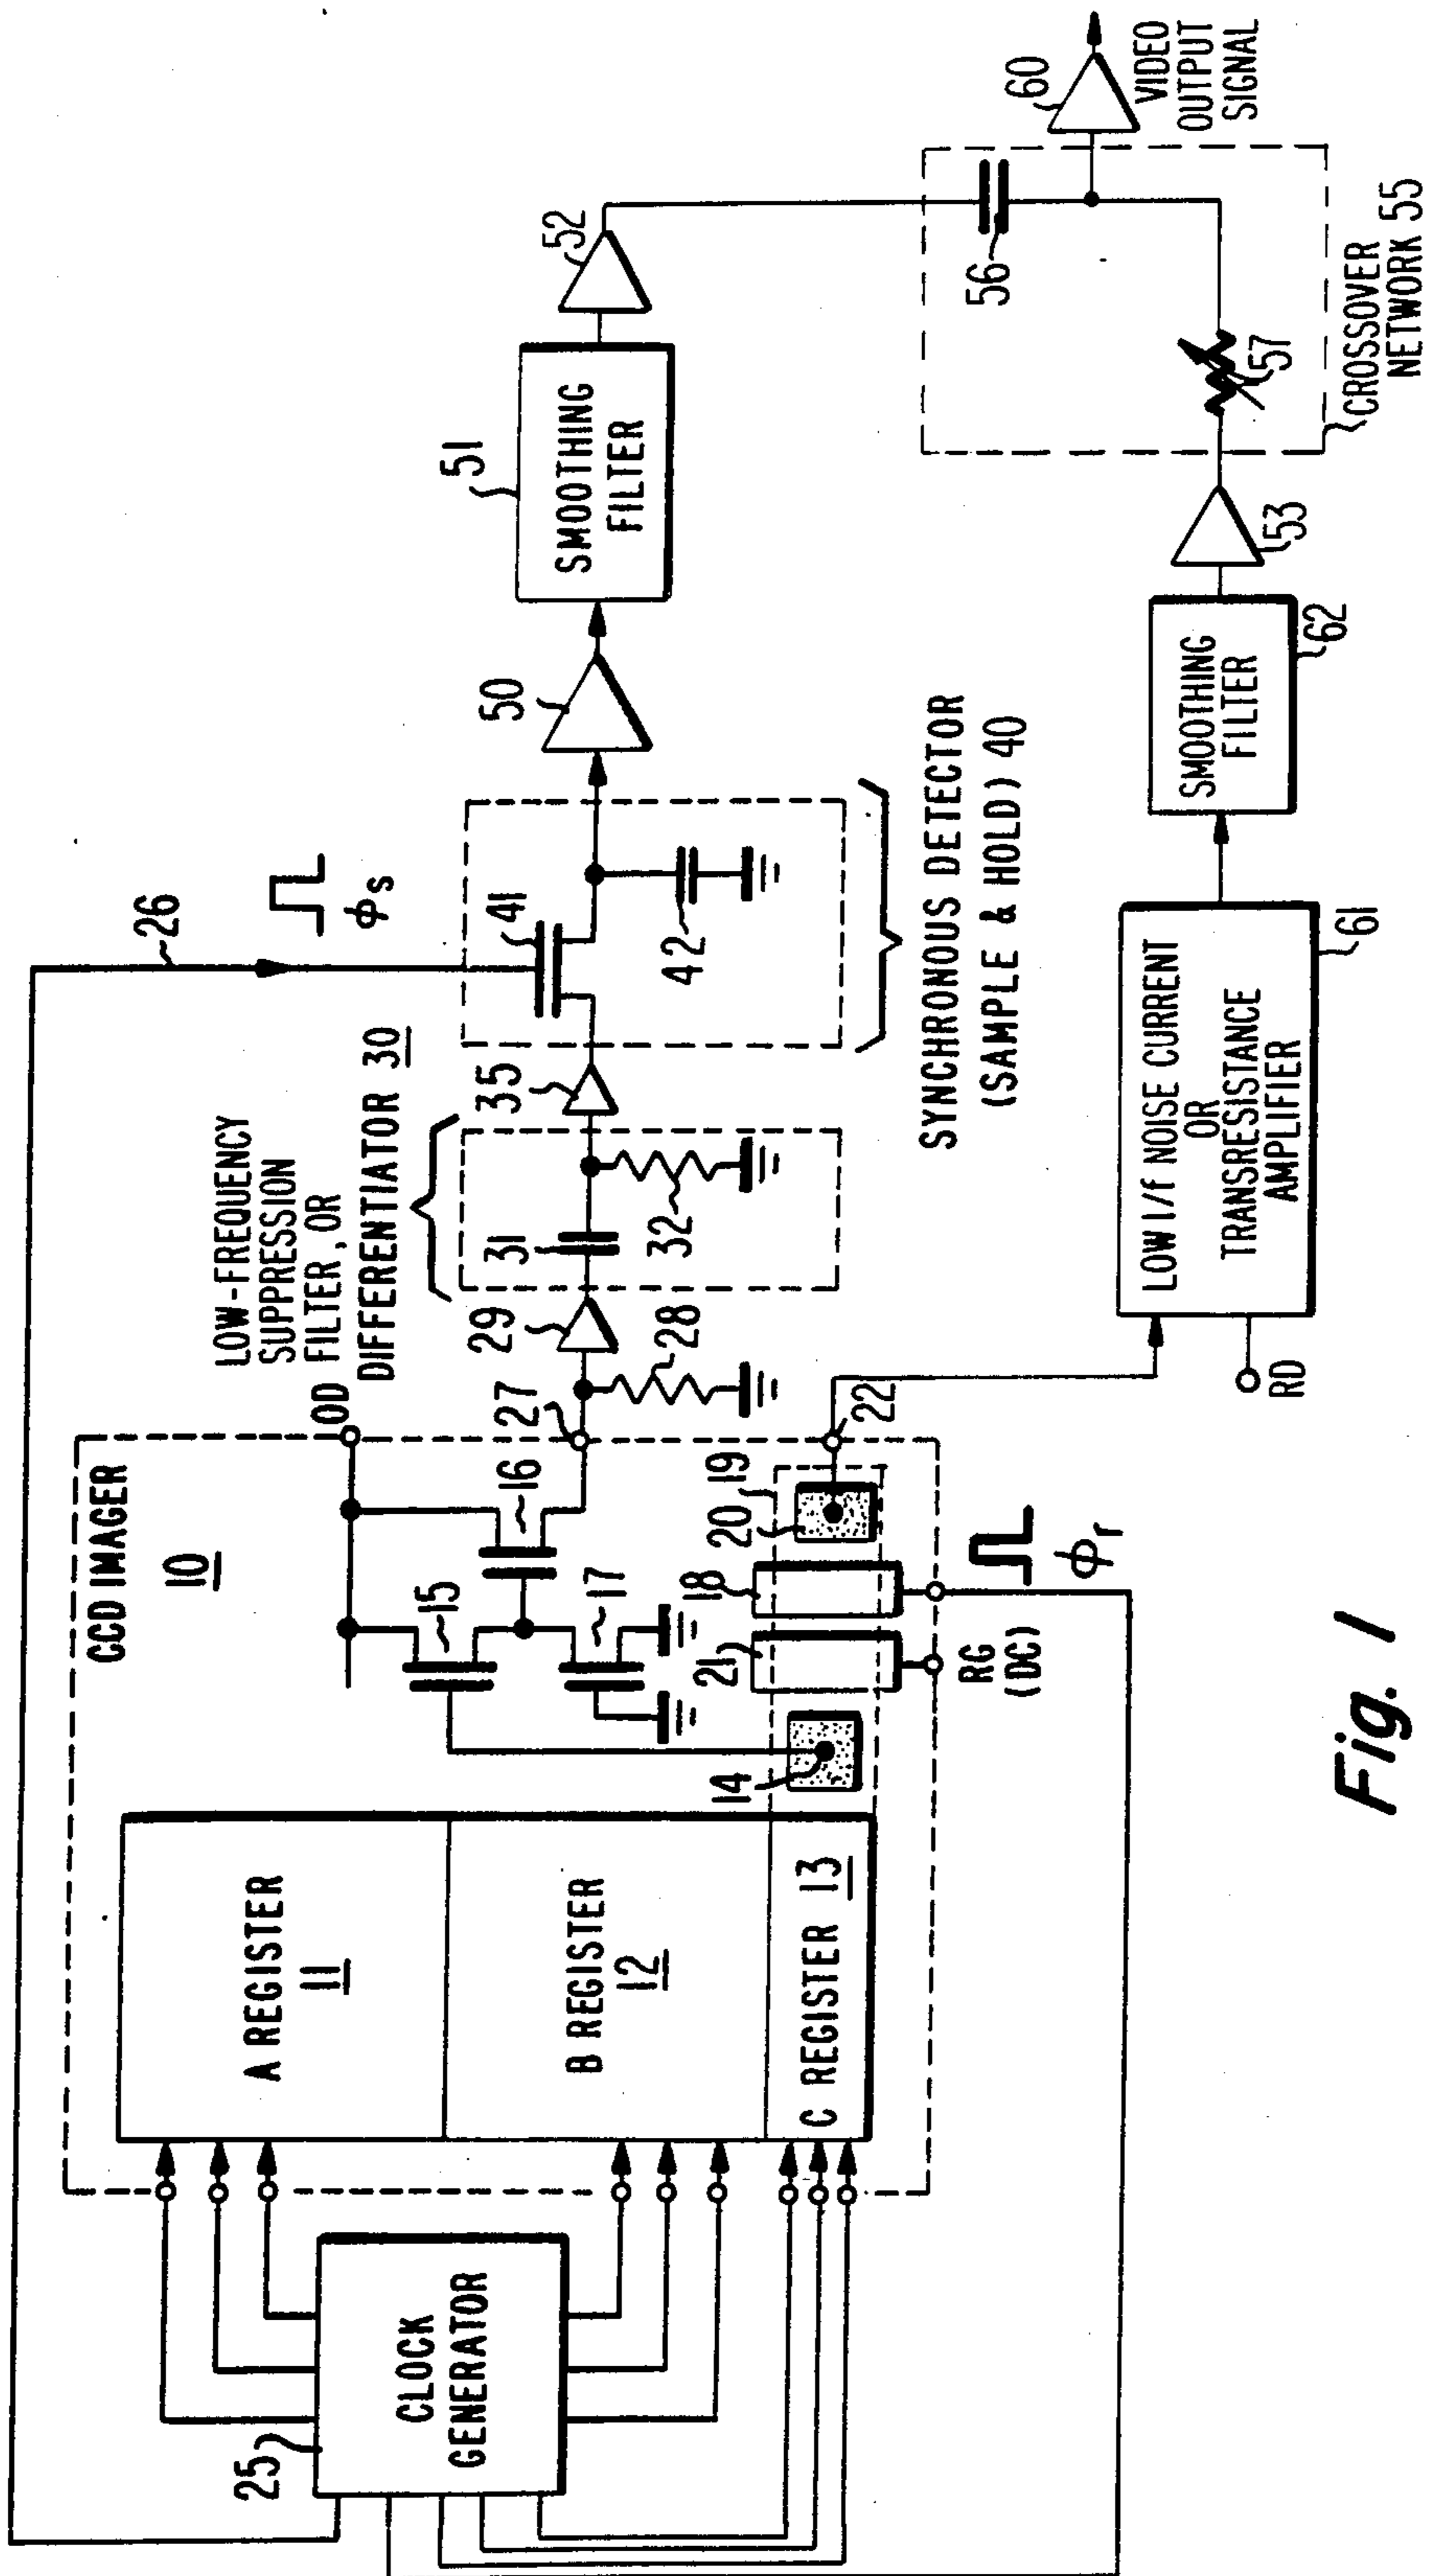 CCD IMAGER
10
A REGISTER
11
B REGISTER
12
C REGISTER 13
CLOCK
GENERATOR
25
26
ϕs
OD
15
16
17
14
21
18
20
19
22
27
28
29
RG
(DC)
ϕr
LOW-FREQUENCY
SUPPRESSION
FILTER, OR
DIFFERENTIATOR 30
31
32
35
41
42
SYNCHRONOUS DETECTOR
(SAMPLE & HOLD) 40
50
51
SMOOTHING
FILTER
52
RD
LOW 1/f NOISE CURRENT
OR
TRANSRESISTANCE
AMPLIFIER
61
SMOOTHING
FILTER
62
53
56
57
CROSSOVER
NETWORK 55
60
VIDEO
OUTPUT
SIGNAL
Fig. 1